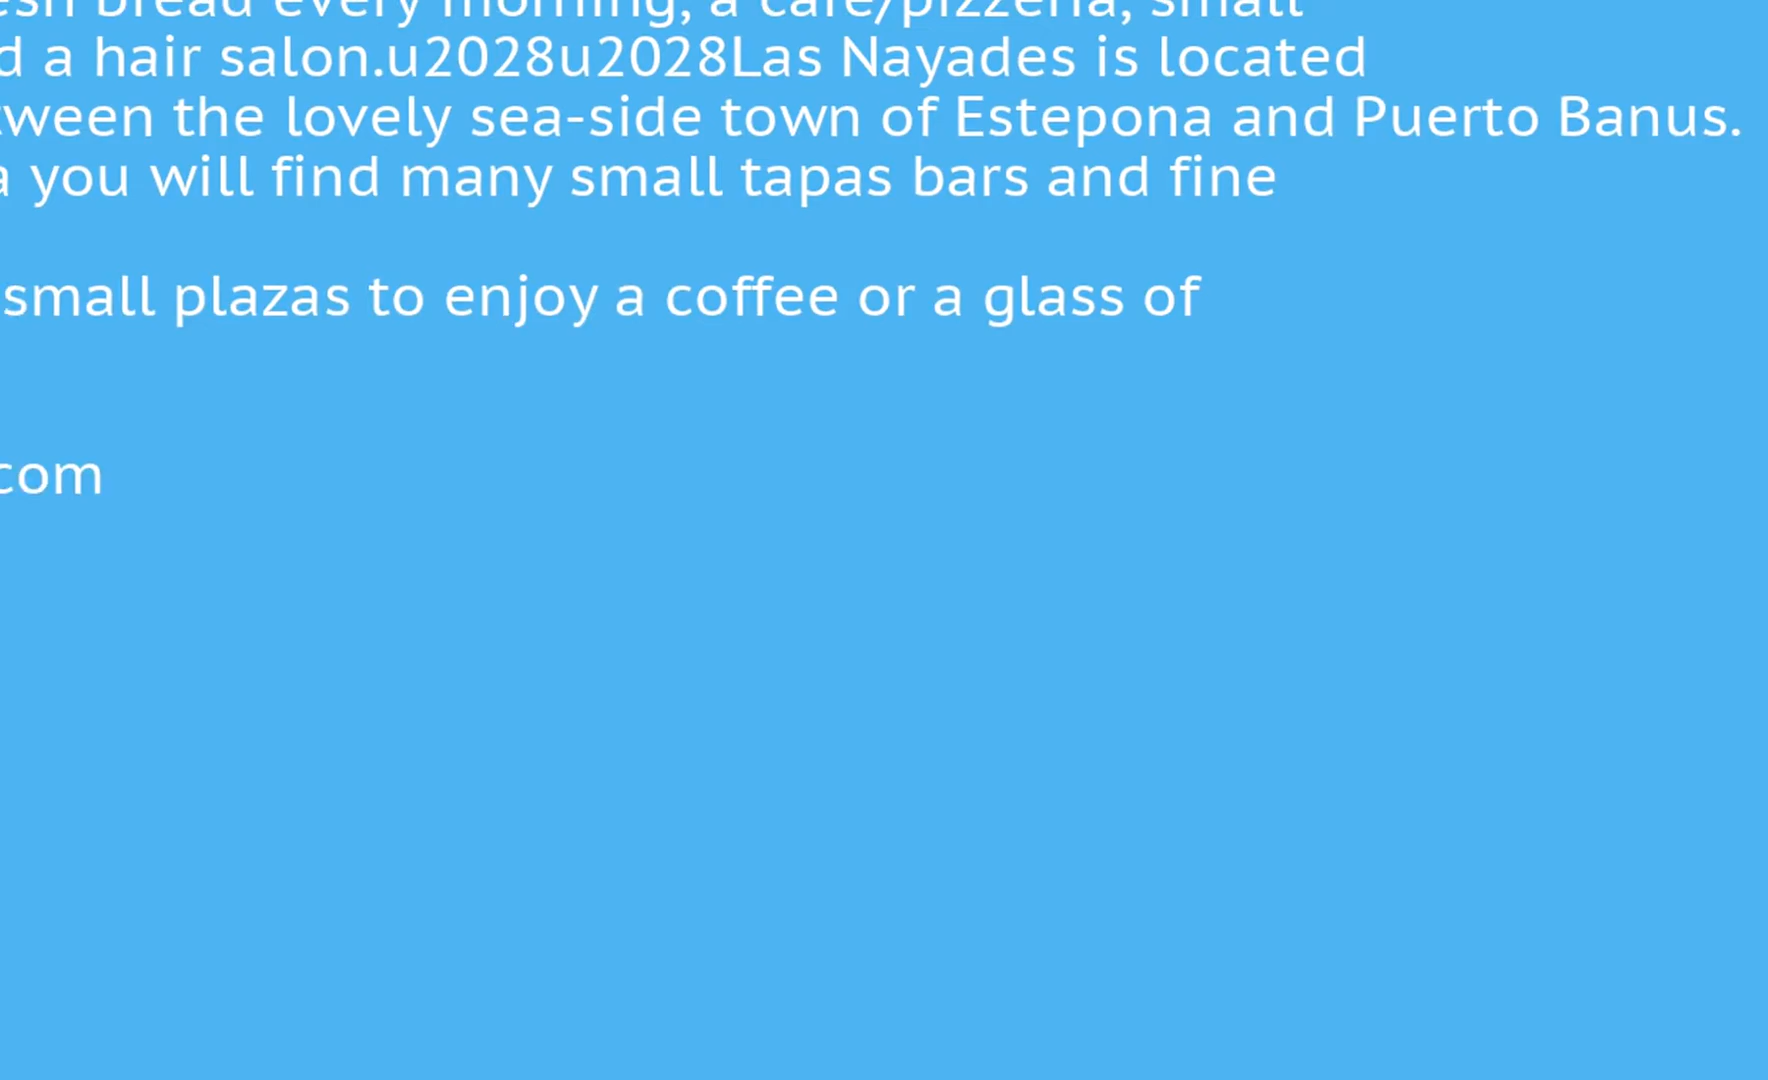 bread every morning, a cafe/pizzeria, small
a hair salon.u2028u2028Las Nayades is located
the lovely sea-side town of Estepona and Puerto Banus.
you will find many small tapas bars and fine
small plazas to enjoy a coffee or a glass of
com